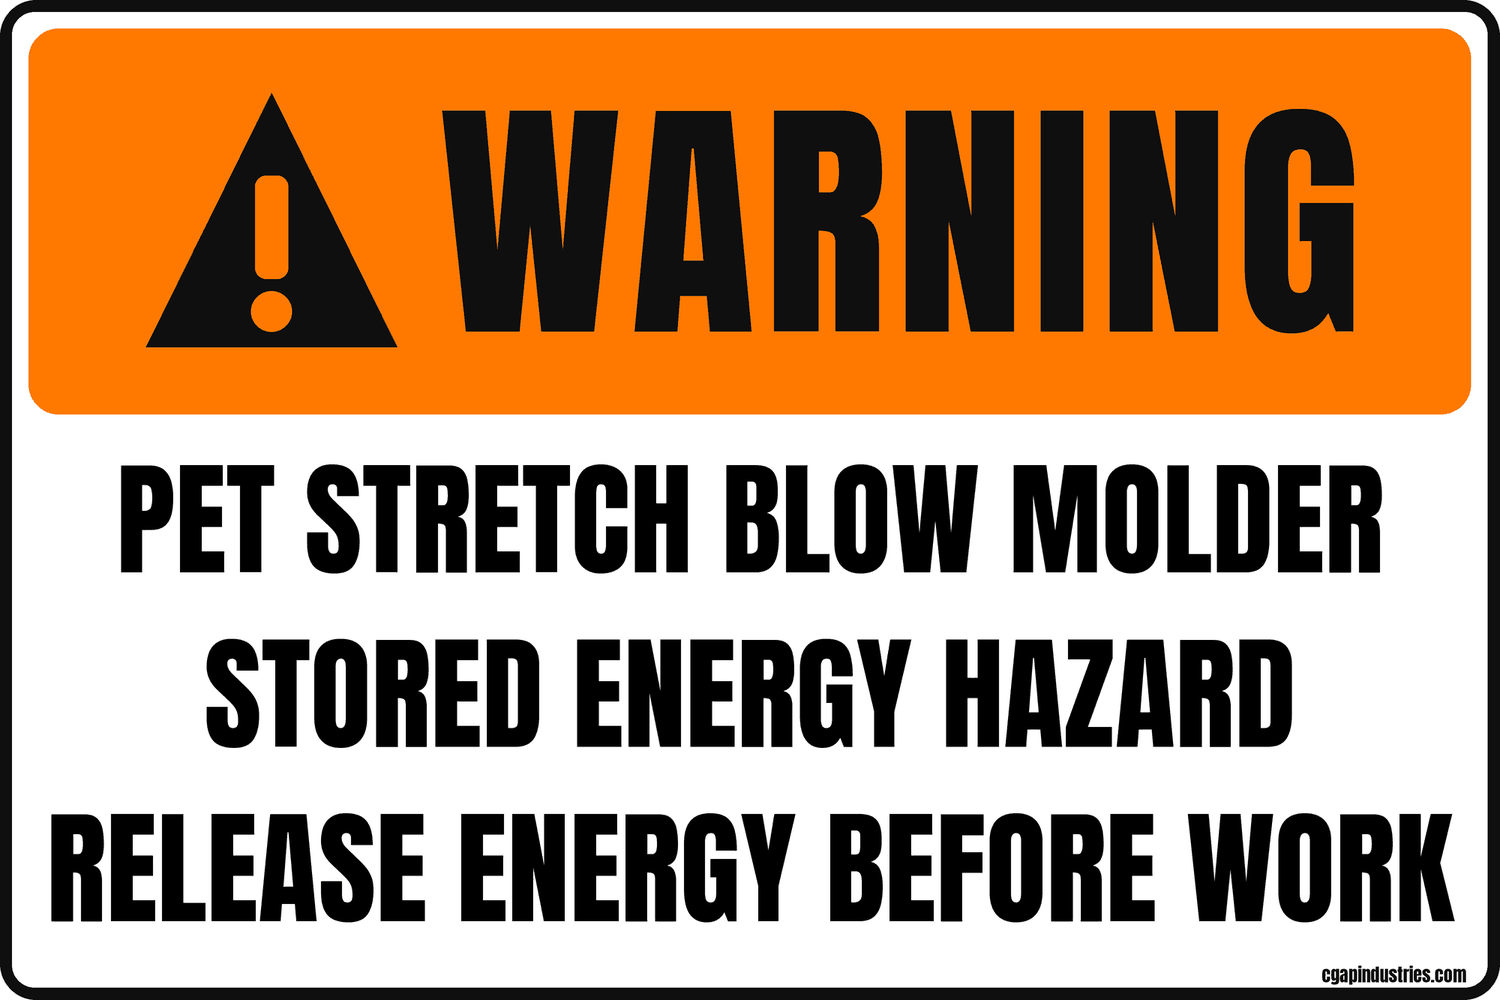 WARNING
PET STRETCH BLOW MOLDER
STORED ENERGY HAZARD
RELEASE ENERGY BEFORE WORK
cgapindustries.com